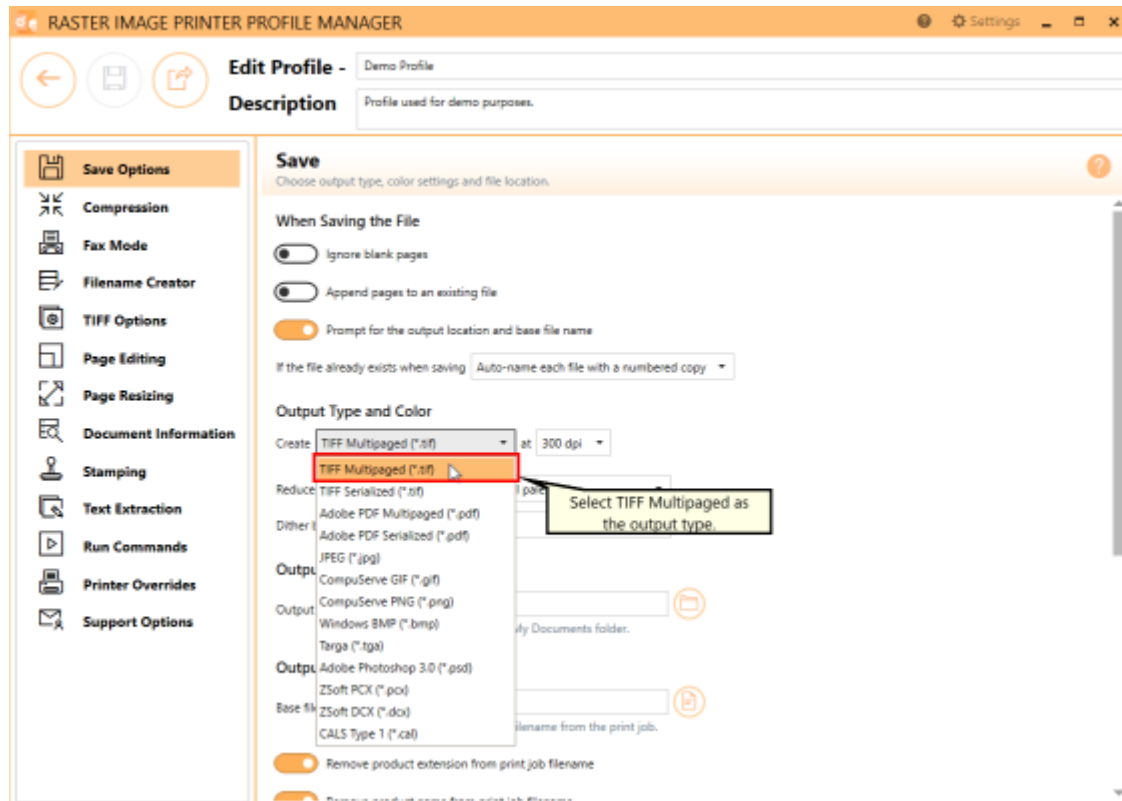 RASTER IMAGE PRINTER PROFILE MANAGER
Settings
Edit Profile - Demo Profile
Description Profile used for demo purposes.
Save Options
Compression
Fax Mode
Filename Creator
TIFF Options
Page Editing
Page Resizing
Document Information
Stamping
Text Extraction
Run Commands
Printer Overrides
Support Options
Save
Choose output type, color settings and file location.
When Saving the File
Ignore blank pages
Append pages to an existing file
Prompt for the output location and base file name
If the file already exists when saving Auto-name each file with a numbered copy
Output Type and Color
Create TIFF Multipaged (*.tif) at 300 dpi
TIFF Multipaged (*.tif)
Reduce TIFF Serialized (*.tif)
Select TIFF Multipaged as
the output type.
Adobe PDF Multipaged (*.pdf)
Dither
Adobe PDF Serialized (*.pdf)
JPEG (*.jpg)
CompuServe GIF (*.gif)
Output CompuServe PNG (*.png)
Windows BMP (*.bmp) My Documents folder.
Targa (*.tga)
Adobe Photoshop 3.0 (*.psd)
ZSoft PCX (*.pcx)
Base
ZSoft DCX (*.dcx)
filename from the print job.
CALS Type 1 (*.cal)
Remove product extension from print job filename
Remove product name from print job filename